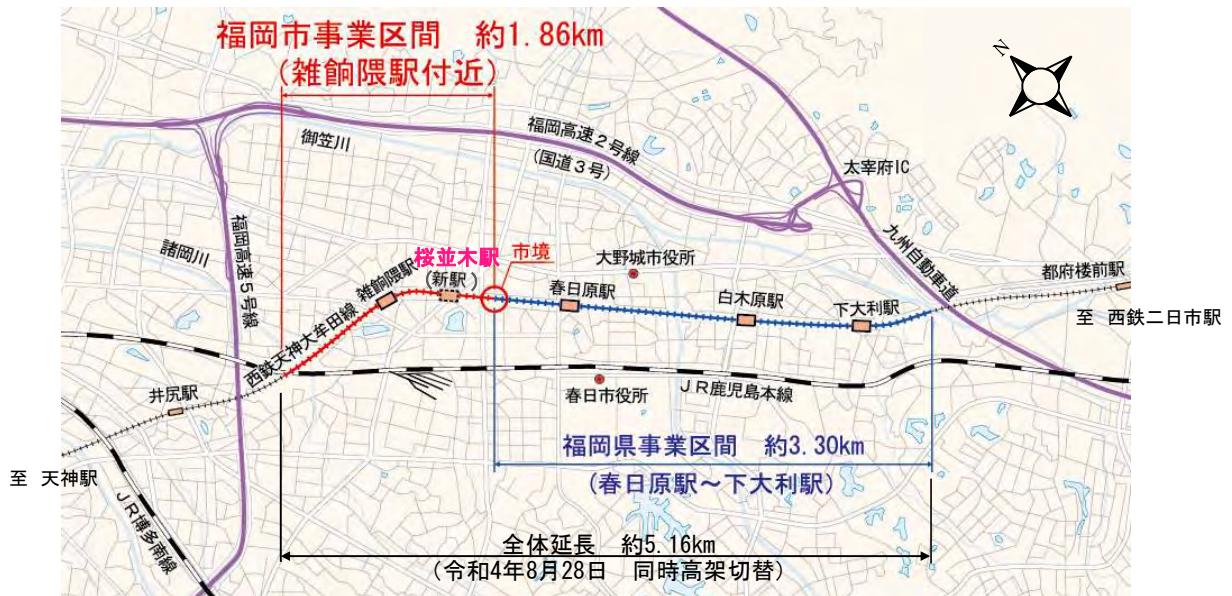 福岡市事業区間 約1.86km
(雑餉隈駅付近)
N
御笠川
福岡高速2号線
(国道3号)
太宰府IC
諸岡川
福岡高速5号線
桜並木駅
(新駅)
市境
大野城市役所
九州自動車道
都府楼前駅
雑餉隈駅
春日原駅
白木原駅
下大利駅
至 西鉄二日市駅
西鉄天神大牟田線
井尻駅
春日市役所
JR鹿児島本線
福岡県事業区間 約3.30km
(春日原駅～下大利駅)
至 天神駅
JR博多南線
全体延長 約5.16km
(令和4年8月28日 同時高架切替)